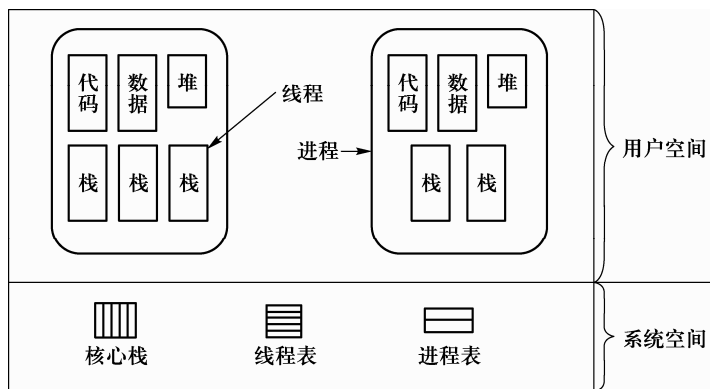 代码 数据 堆
栈 栈 栈
线程
进程
代码 数据 堆
栈 栈
用户空间
核心栈 线程表 进程表
系统空间